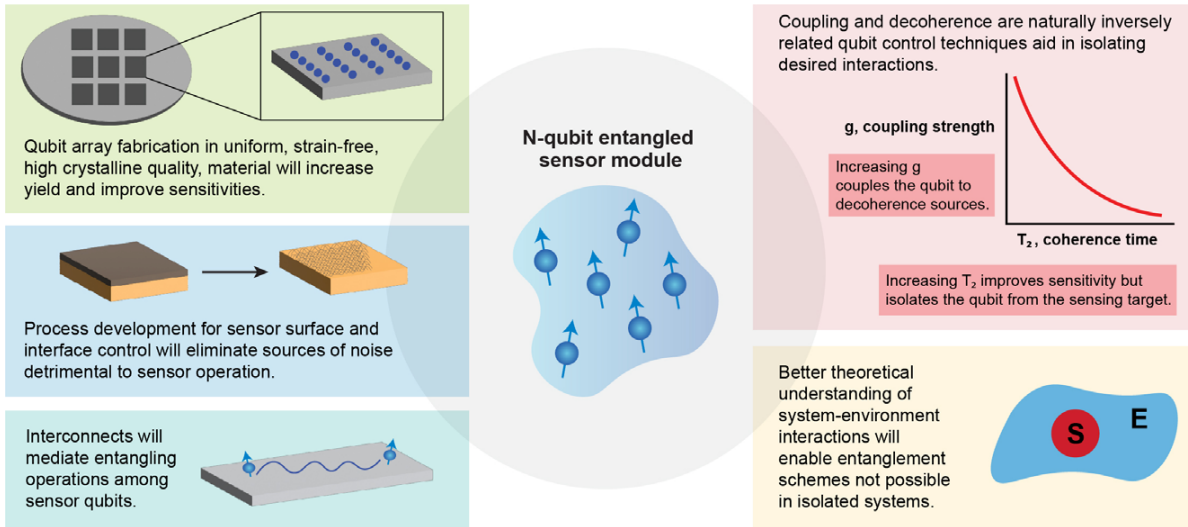 Qubit array fabrication in uniform, strain-free,
high crystalline quality, material will increase
yield and improve sensitivities.
Process development for sensor surface and
interface control will eliminate sources of noise
detrimental to sensor operation.
Interconnects will
mediate entangling
operations among
sensor qubits.
N-qubit entangled
sensor module
Coupling and decoherence are naturally inversely
related qubit control techniques aid in isolating
desired interactions.
g, coupling strength
Increasing g
couples the qubit to
decoherence sources.
T₂, coherence time
Increasing T₂ improves sensitivity but
isolates the qubit from the sensing target.
Better theoretical
understanding of
system-environment
interactions will
enable entanglement
schemes not possible
in isolated systems.
S
E